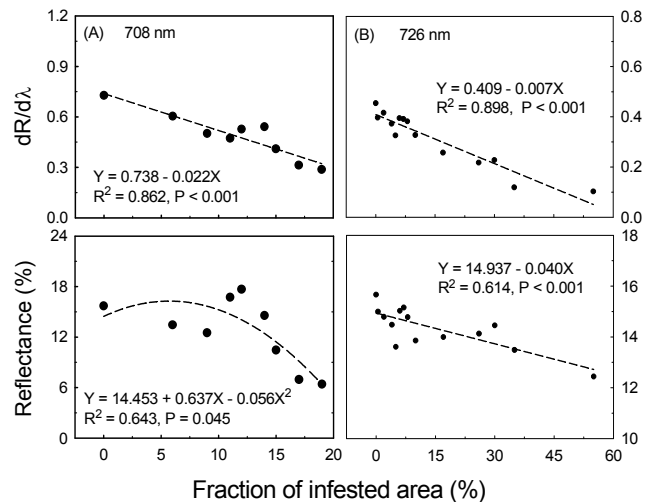 (A) 708 nm
(B) 726 nm
dR/dλ
1.2
0.9
0.6
0.3
0.0
Y = 0.738 - 0.022X
R² = 0.862, P < 0.001
Y = 0.409 - 0.007X
R² = 0.898, P < 0.001
0.8
0.6
0.4
0.2
0.0
Reflectance (%)
24
18
12
6
0
Y = 14.453 + 0.637X - 0.056X²
R² = 0.643, P = 0.045
0 5 10 15 20
Y = 14.937 - 0.040X
R² = 0.614, P < 0.001
18
16
14
12
10
0 15 30 45 60
Fraction of infested area (%)